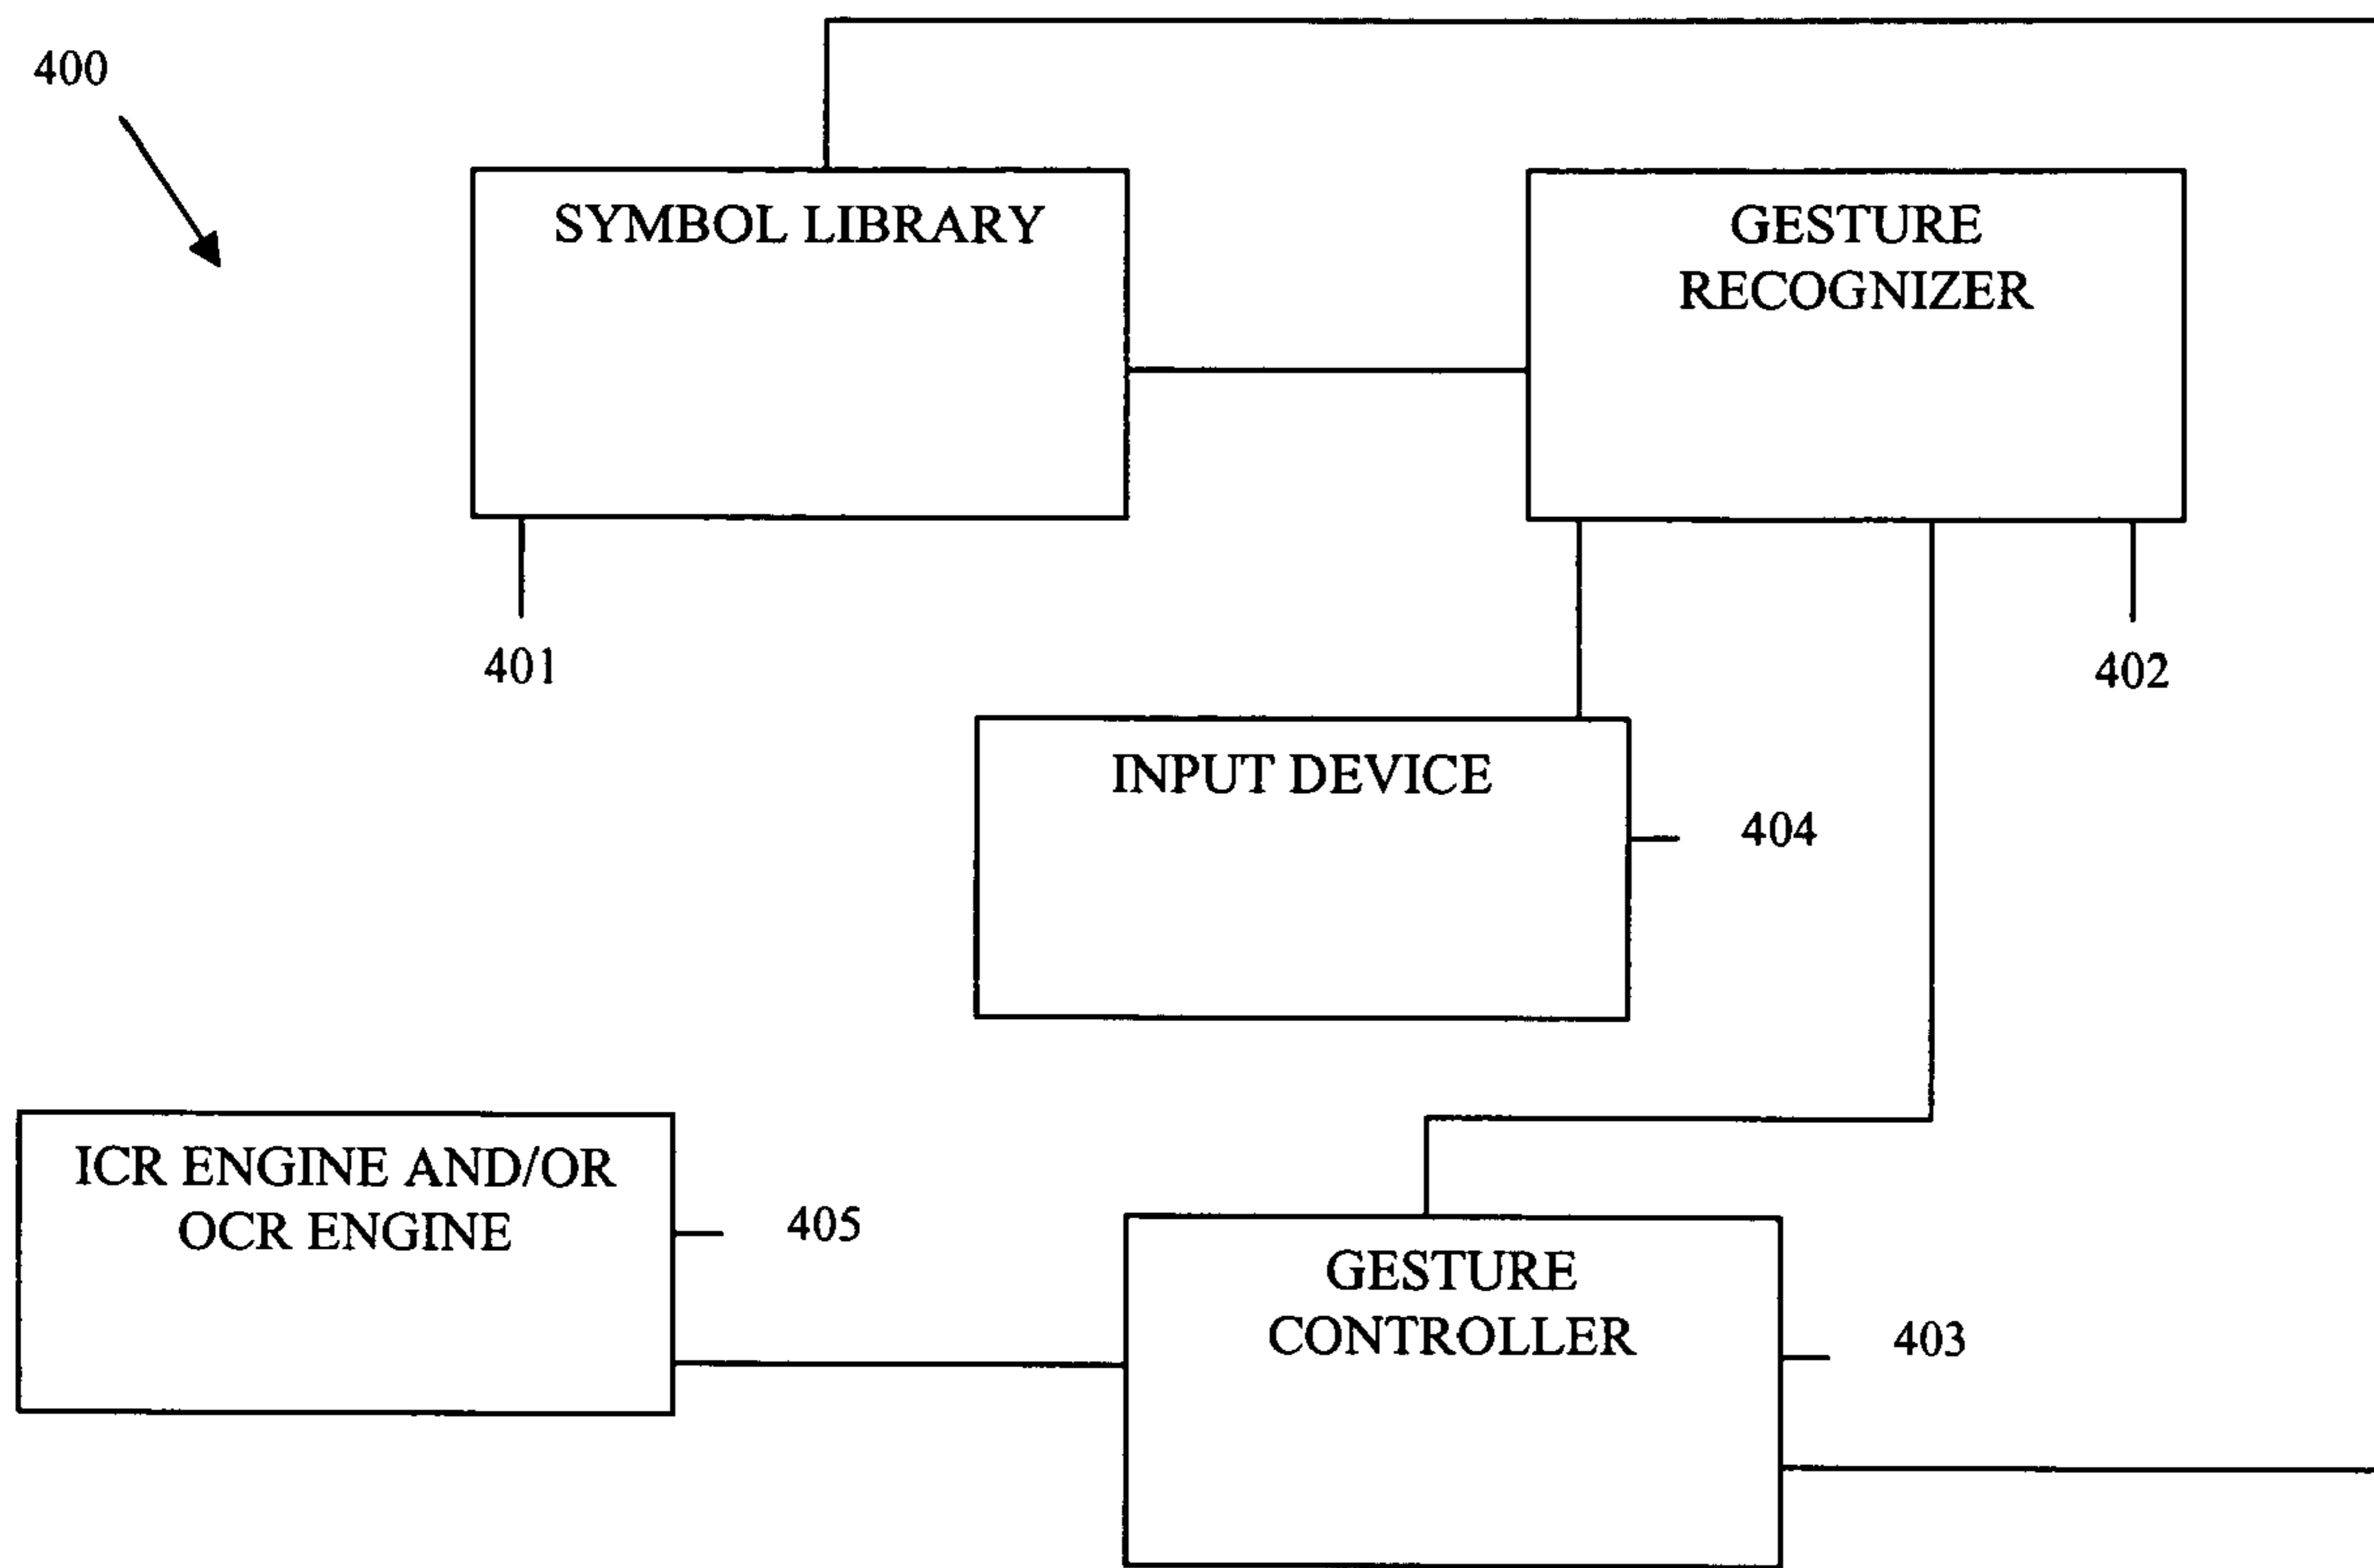 400
SYMBOL LIBRARY
GESTURE
RECOGNIZER
401
402
INPUT DEVICE
404
ICR ENGINE AND/OR
OCR ENGINE
405
GESTURE
CONTROLLER
403